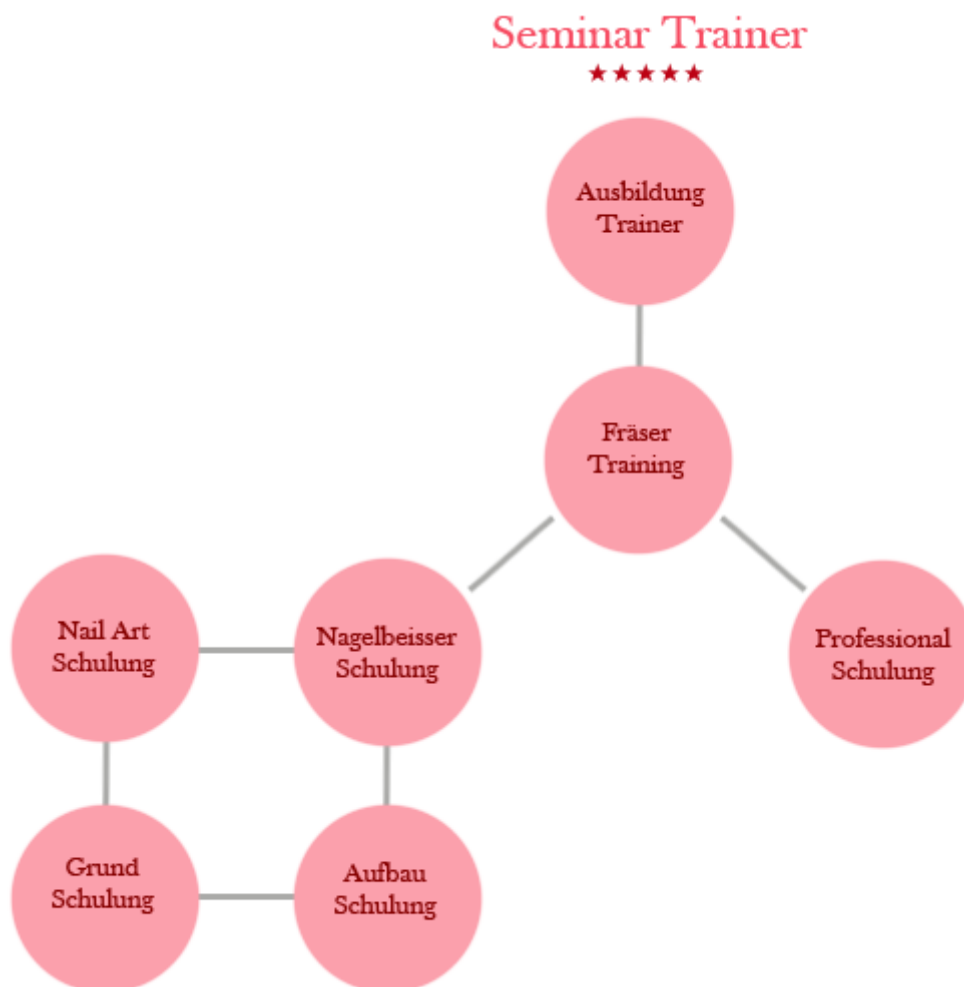 Seminar Trainer
★★★★★
Ausbildung
Trainer
Fräser
Training
Nail Art
Schulung
Nagelbeisser
Schulung
Professional
Schulung
Grund
Schulung
Aufbau
Schulung